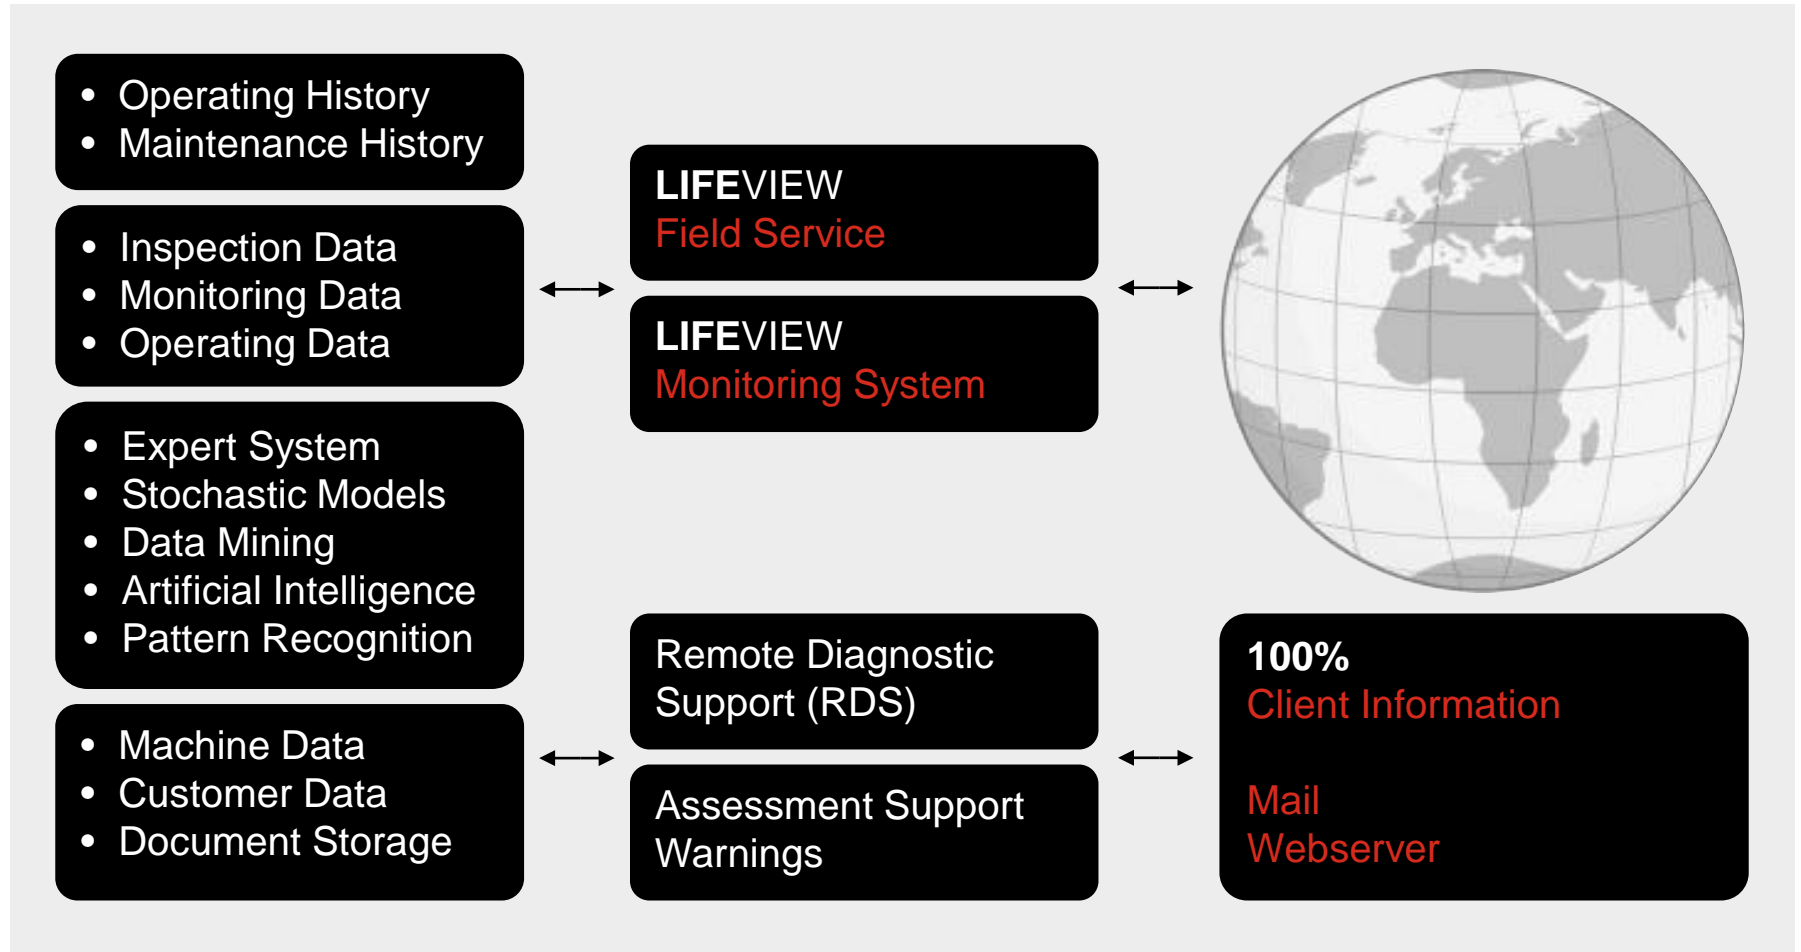 • Operating History
• Maintenance History
• Inspection Data
• Monitoring Data
• Operating Data
• Expert System
• Stochastic Models
• Data Mining
• Artificial Intelligence
• Pattern Recognition
• Machine Data
• Customer Data
• Document Storage
LIFEVIEW
Field Service
LIFEVIEW
Monitoring System
Remote Diagnostic
Support (RDS)
Assessment Support
Warnings
100%
Client Information
Mail
Webserver